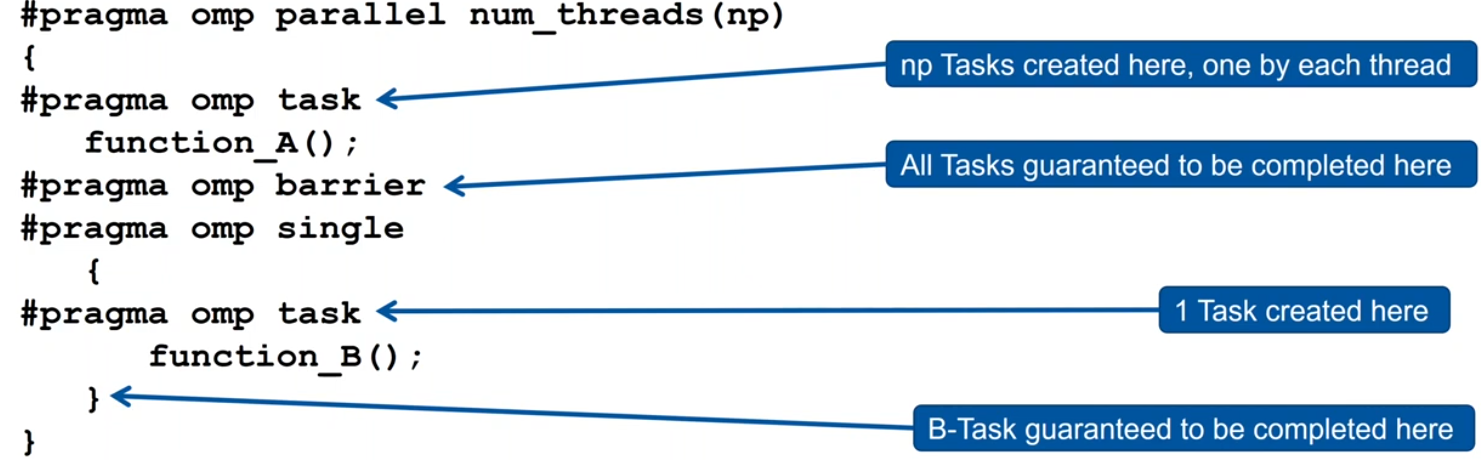 #pragma omp parallel num_threads(np)
{
np Tasks created here, one by each thread
#pragma omp task
function_A();
All Tasks guaranteed to be completed here
#pragma omp barrier
#pragma omp single
{
#pragma omp task
1 Task created here
function_B();
}
B-Task guaranteed to be completed here
}